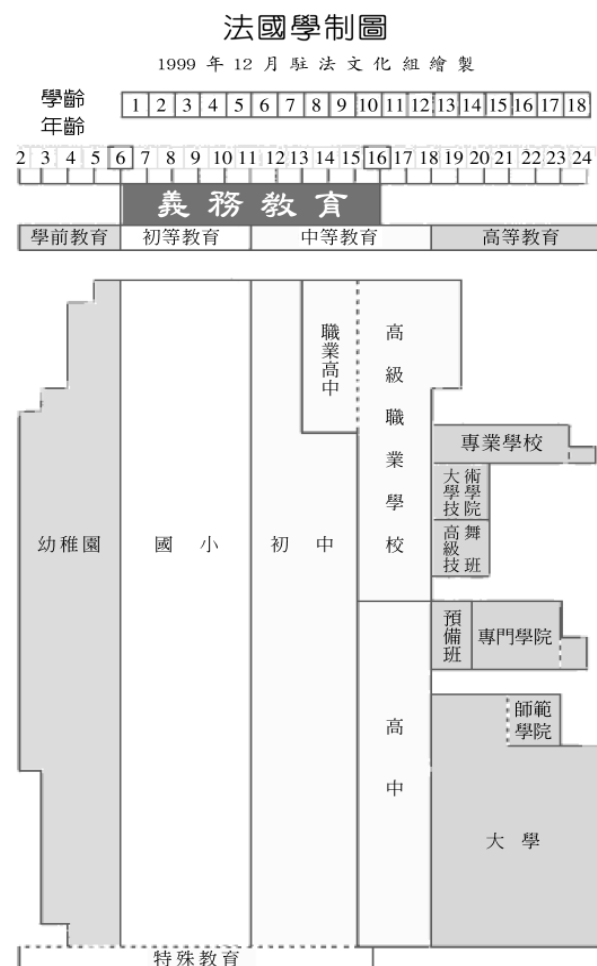 法國學制圖
1999 年 12 月 駐 法 文 化 組 繪 製
學齡
1 2 3 4 5 6 7 8 9 10 11 12 13 14 15 16 17 18
年齡
2 3 4 5 6 7 8 9 10 11 12 13 14 15 16 17 18 19 20 21 22 23 24
義務教育
學前教育 初等教育 中等教育 高等教育
職業高中
高級職業學校
專業學校
大學技術學院
高級技舞班
幼稚園 國小 初中
預備班
專門學院
師範
學院
高中
大學
特殊教育